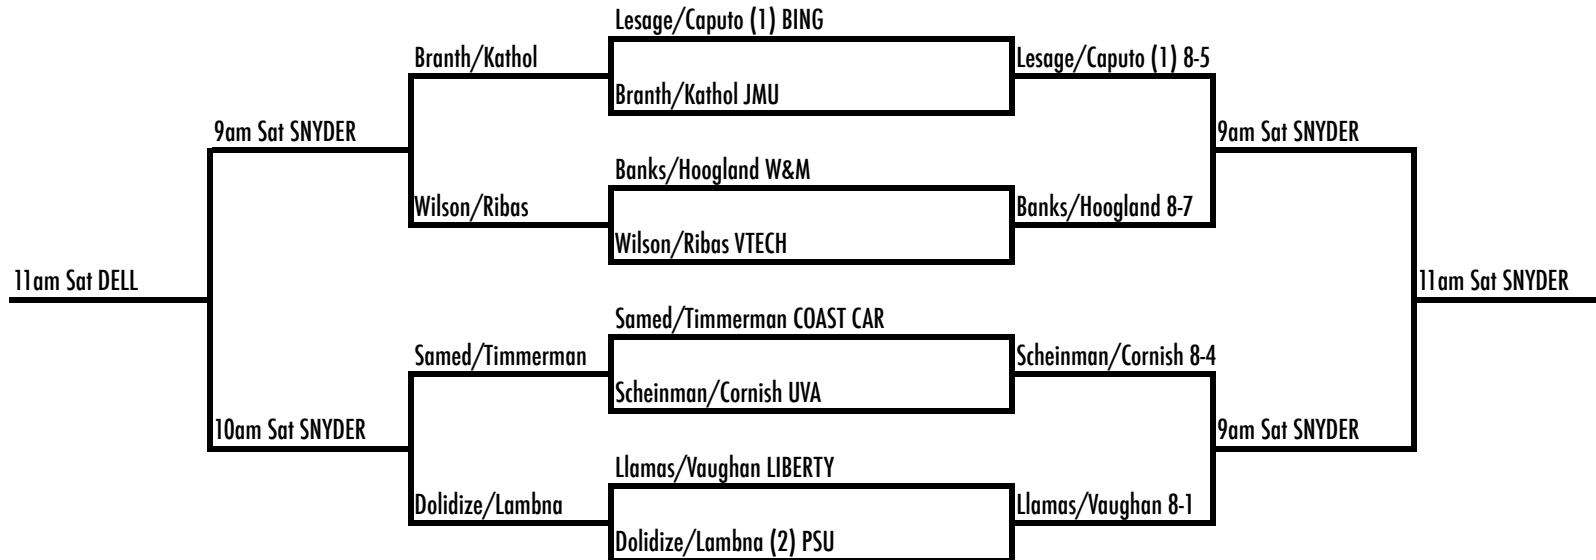 Lesage/Caputo (1) BING
Branth/Kathol
Lesage/Caputo (1) 8-5
Branth/Kathol JMU
9am Sat SNYDER
9am Sat SNYDER
Banks/Hoogland W&M
Wilson/Ribas
Banks/Hoogland 8-7
Wilson/Ribas VTECH
11am Sat DELL
11am Sat SNYDER
Samed/Timmerman COAST CAR
Samed/Timmerman
Scheinman/Cornish 8-4
Scheinman/Cornish UVA
10am Sat SNYDER
9am Sat SNYDER
Llamas/Vaughan LIBERTY
Dolidize/Lambna
Llamas/Vaughan 8-1
Dolidize/Lambna (2) PSU